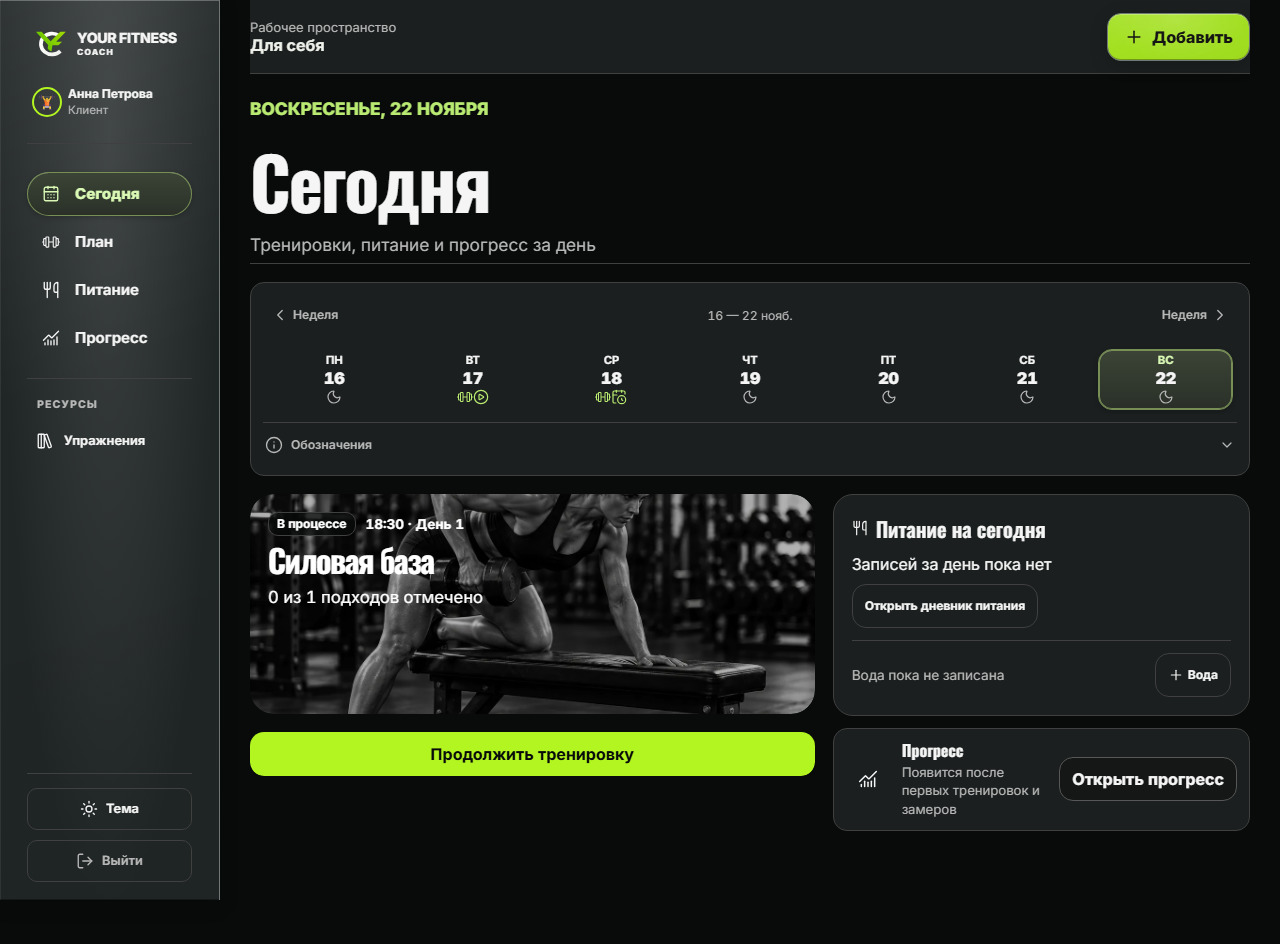 YOUR FITNESS
COACH
Анна Петрова
Клиент
Сегодня
План
Питание
Прогресс
РЕСУРСЫ
Упражнения
Тема
Выйти
Рабочее пространство
Для себя
Добавить
ВОСКРЕСЕНЬЕ, 22 НОЯБРЯ
Сегодня
Тренировки, питание и прогресс за день
Неделя
16 — 22 нояб.
Неделя
ПН ВТ СР ЧТ ПТ СБ ВС
16 17 18 19 20 21 22
Обозначения
В процессе 18:30 · День 1
Силовая база
0 из 1 подходов отмечено
Продолжить тренировку
Питание на сегодня
Записей за день пока нет
Открыть дневник питания
Вода пока не записана
Вода
Прогресс
Появится после
первых тренировок и
замеров
Открыть прогресс